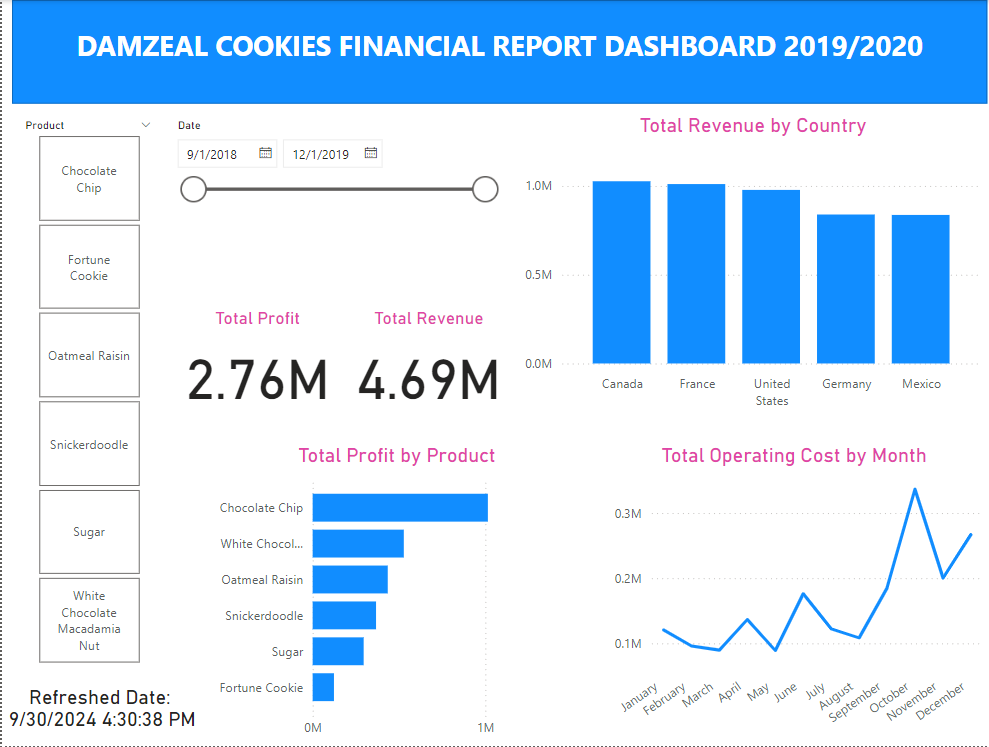 DAMZEAL COOKIES FINANCIAL REPORT DASHBOARD 2019/2020
Product
Chocolate
Chip
Fortune
Cookie
Oatmeal Raisin
Snickerdoodle
Sugar
White
Chocolate
Macadamia
Nut
Refreshed Date:
9/30/2024 4:30:38 PM
Date
9/1/2018
12/1/2019
Total Profit
2.76M
Total Revenue
4.69M
Total Revenue by Country
1.0M
0.5M
0.0M
Canada
France
United
States
Germany
Mexico
Total Profit by Product
Chocolate Chip
White Chocol...
Oatmeal Raisin
Snickerdoodle
Sugar
Fortune Cookie
0M
1M
Total Operating Cost by Month
0.3M
0.2M
0.1M
January
February
March
April
May
June
July
August
September
October
November
December